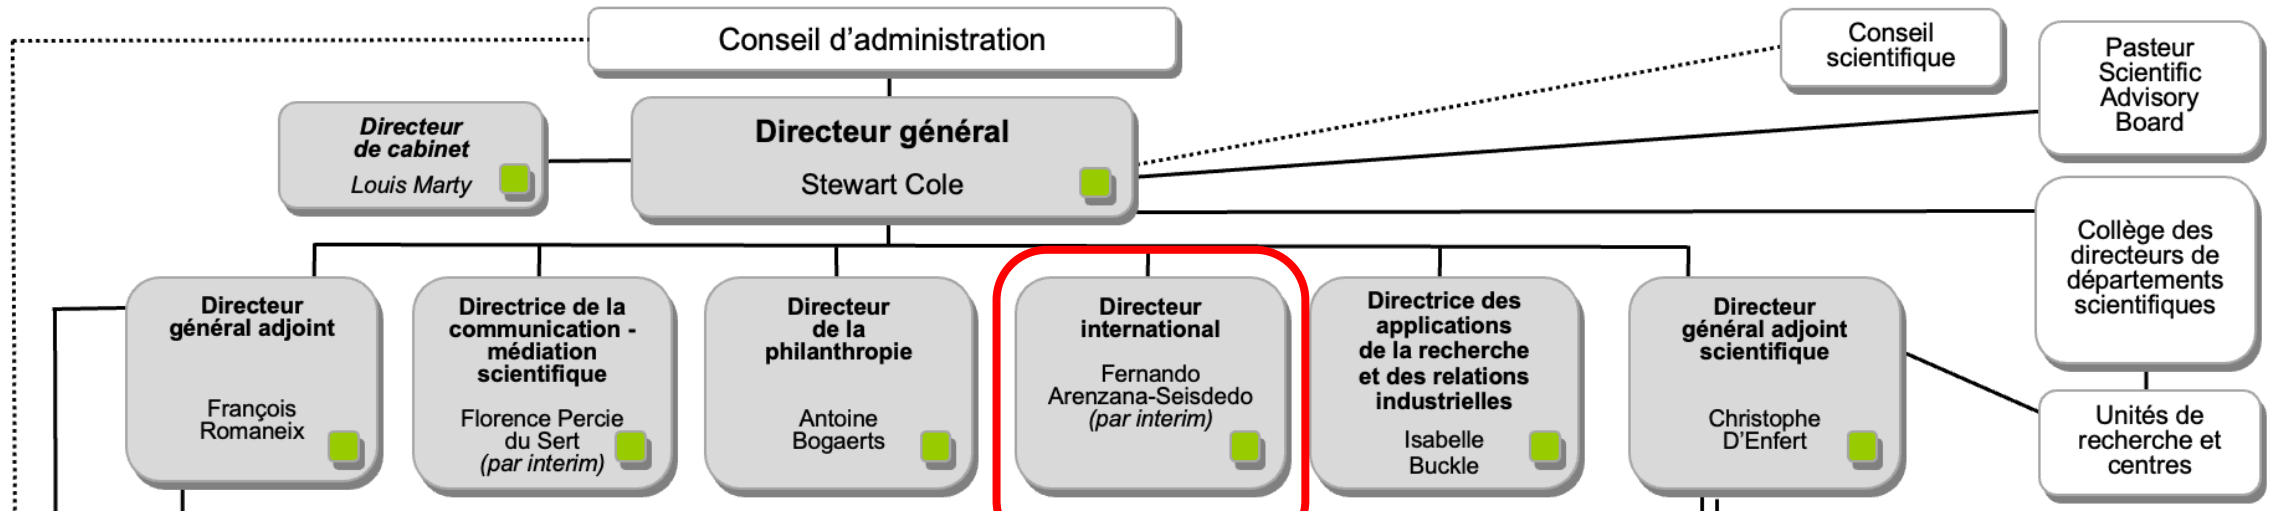 Conseil d’administration
Conseil
scientifique
Pasteur
Scientific
Advisory
Board
Directeur
de cabinet
Louis Marty
Directeur général
Stewart Cole
Collège des
directeurs de
départements
scientifiques
Directeur
général adjoint
François
Romaneix
Directrice de la
communication -
médiation
scientifique
Florence Percie
du Sert
(par interim)
Directeur
de la
philanthropie
Antoine
Bogaerts
Directeur
international
Fernando
Arenzana-Seisdedo
(par interim)
Directrice des
applications
de la recherche
et des relations
industrielles
Isabelle
Buckle
Directeur
général adjoint
scientifique
Christophe
D’Enfert
Unités de
recherche et
centres